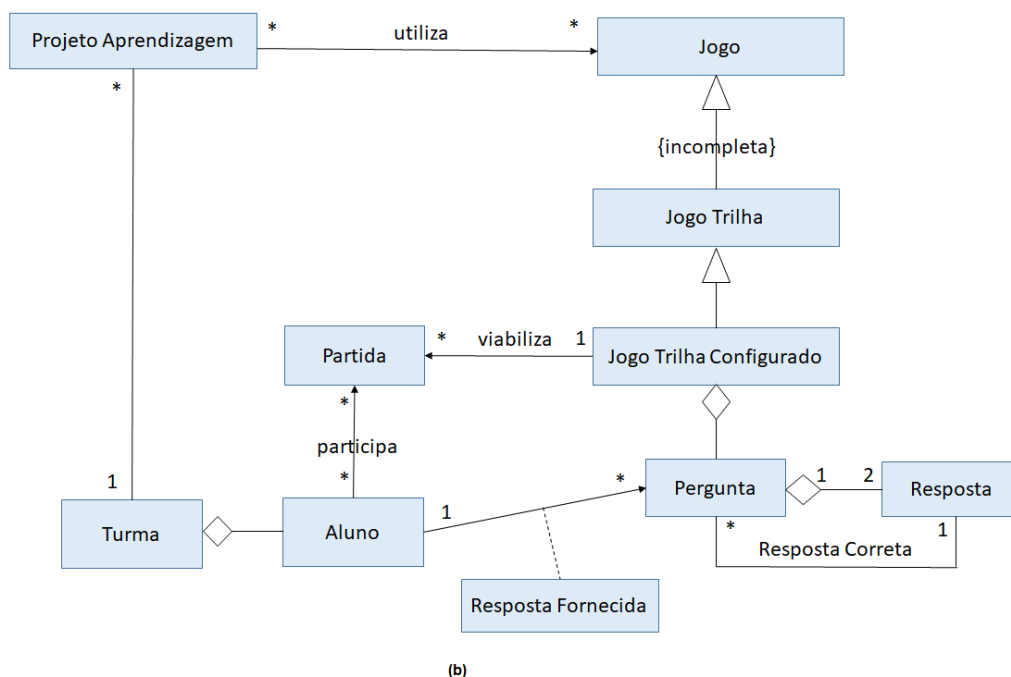 Projeto Aprendizagem
*
utiliza
*
Jogo
*
{incompleta}
Jogo Trilha
Partida
*
viabiliza
1
Jogo Trilha Configurado
*
participa
*
1
Turma
Aluno
1
*
Pergunta
1
2
Resposta
*
Resposta Correta
1
Resposta Fornecida
(b)